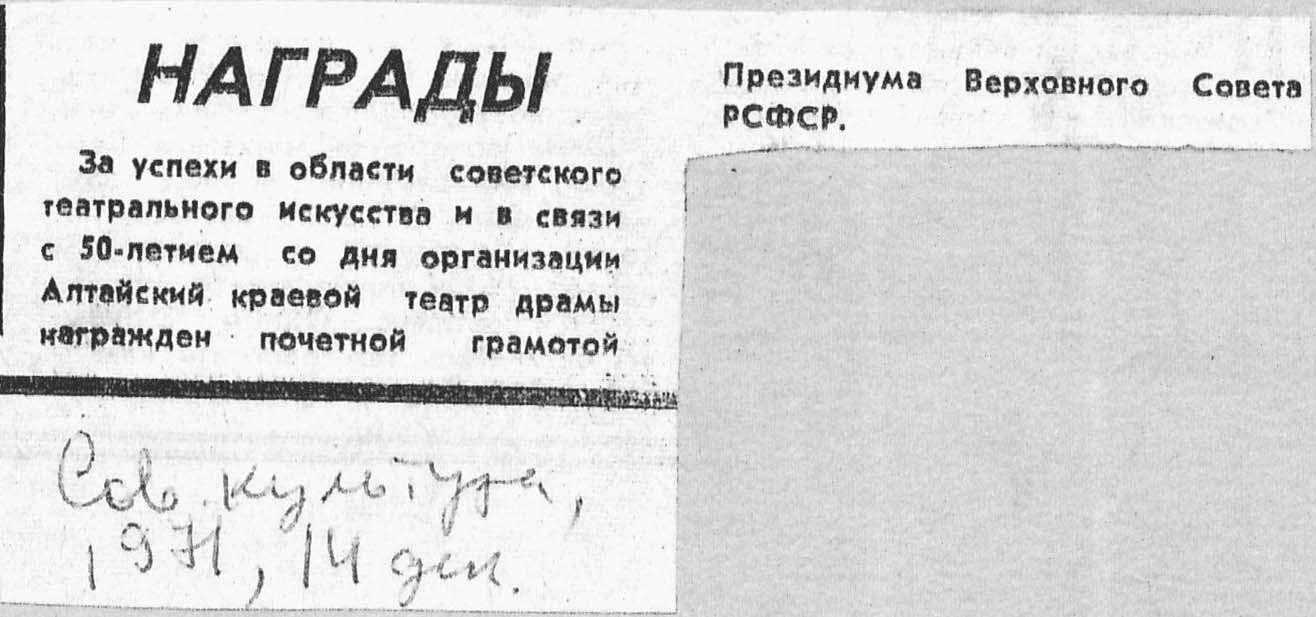 НАГРАДЫ
За успехи в области советского
театрального искусства и в связи
с 50-летием со дня организации
Алтайский краевой театр драмы
награжден почетной грамотой
Президиума Верховного Совета
РСФСР.
Сов культура,
1971, 14 дек.